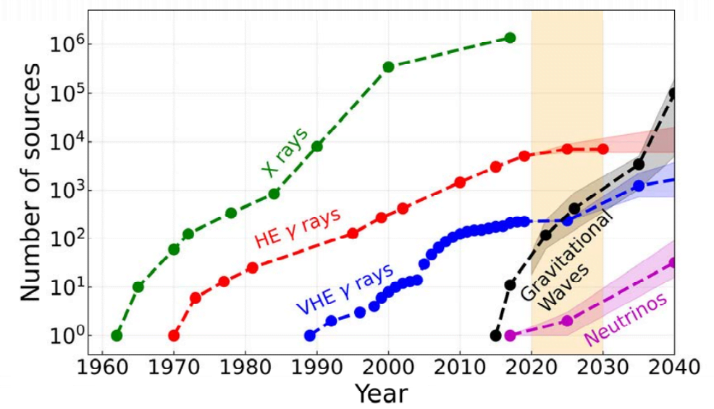 Number of sources
10⁶
10⁵
10⁴
10³
10²
10¹
10⁰
X rays
HE γ rays
VHE γ rays
Gravitational
Waves
Neutrinos
1960 1970 1980 1990 2000 2010 2020 2030 2040
Year